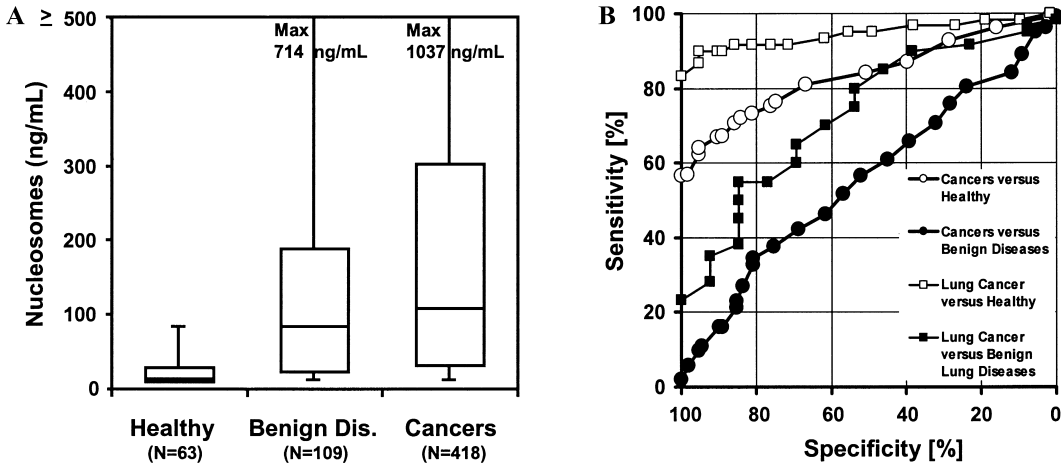 A
≥
500
400
300
200
100
0
Nucleosomes (ng/mL)
Max
714 ng/mL
Max
1037 ng/mL
Healthy
(N=63)
Benign Dis.
(N=109)
Cancers
(N=418)
B
100
80
60
40
20
0
Sensitivity [%]
100
80
60
40
20
0
Specificity [%]
Cancers versus
Healthy
Cancers versus
Benign Diseases
Lung Cancer
versus Healthy
Lung Cancer
versus Benign
Lung Diseases